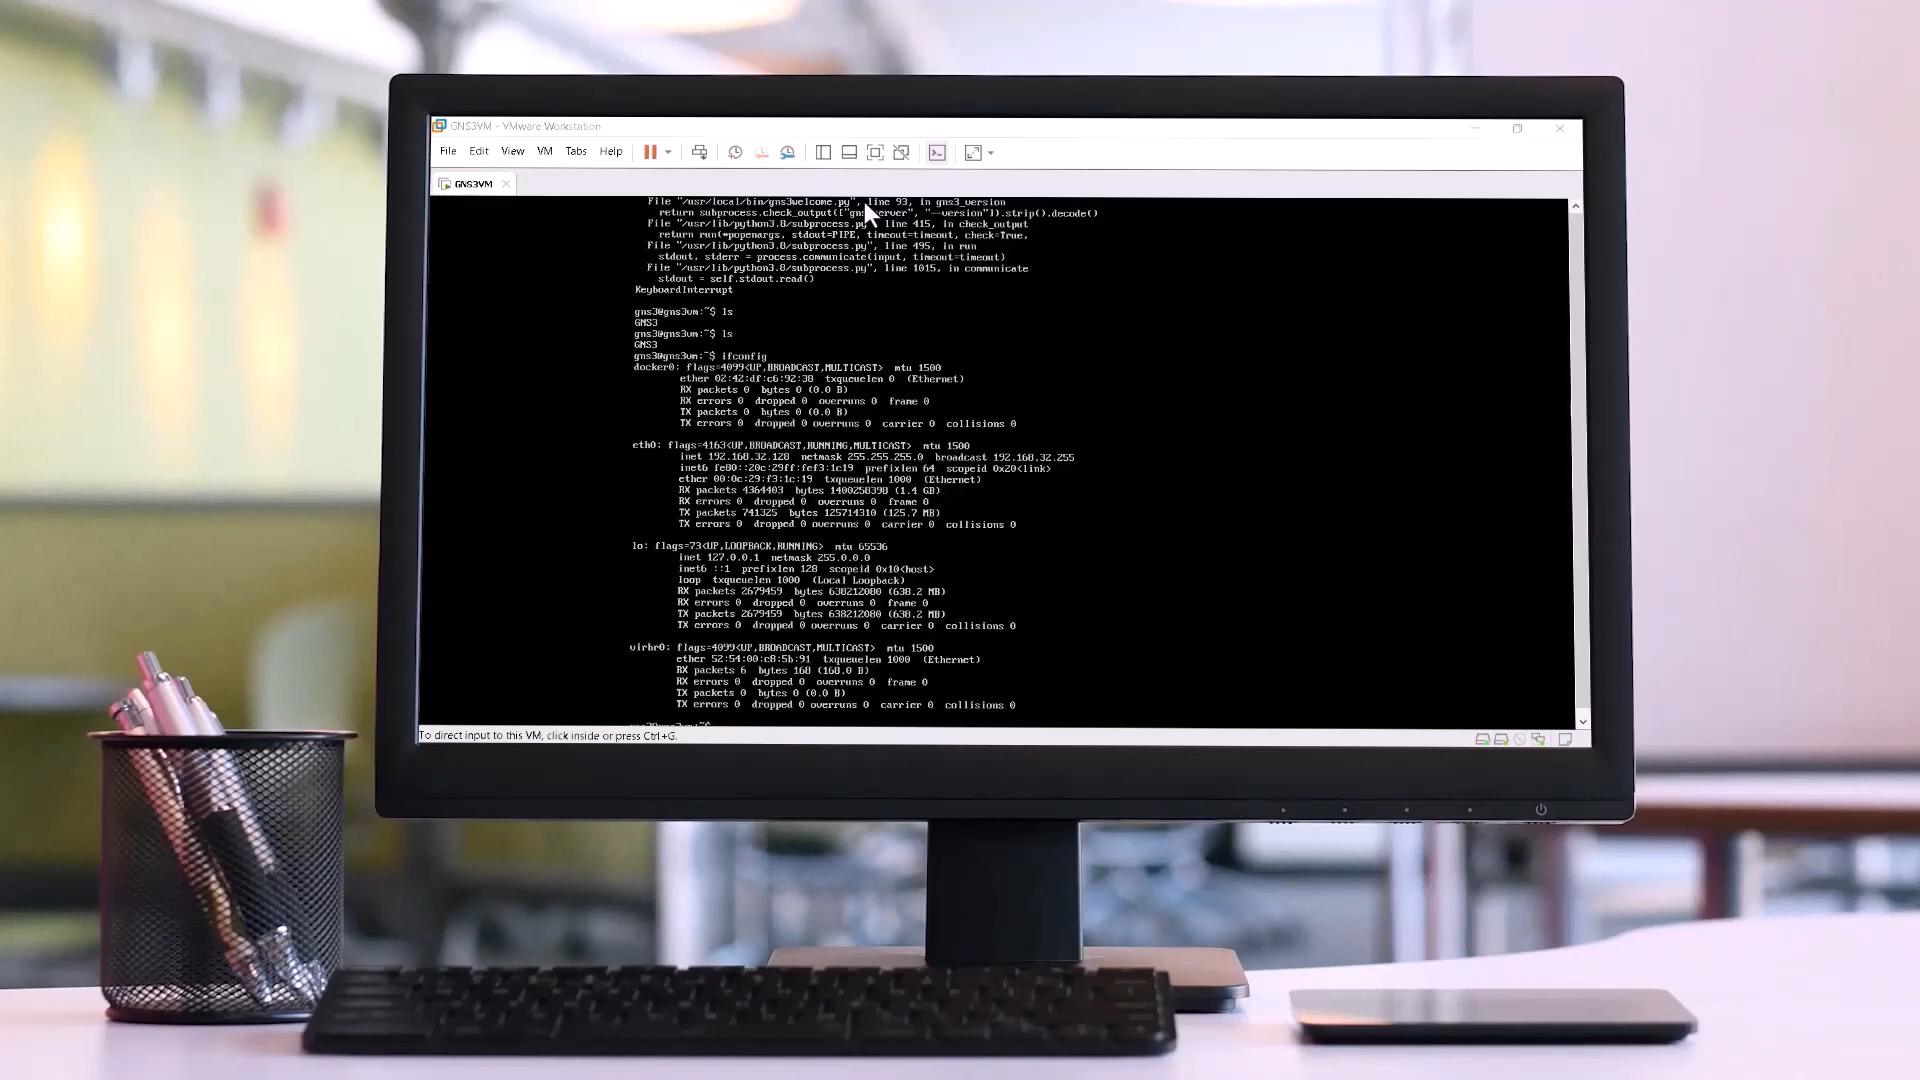 GNS3VM - VMware Workstation
File Edit View VM Tabs Help
GNS3VM
File "/usr/local/bin/gns3welcome.py", line 93, in gns3_version
return subprocess.check_output(["gns erver", "--version"]).strip().decode()
File "/usr/lib/python3.8/subprocess.py", line 415, in check_output
return run(*popenargs, stdout=PIPE, timeout=timeout, check=True,
File "/usr/lib/python3.8/subprocess.py", line 495, in run
stdout, stderr = process.communicate(input, timeout=timeout)
File "/usr/lib/python3.8/subprocess.py", line 1015, in communicate
stdout = self.stdout.read()
KeyboardInterrupt
gns3@gns3vm:~$ ls
GNS3
gns3@gns3vm:~$ ls
GNS3
gns3@gns3vm:~$ ifconfig
docker0: flags=4099<UP,BROADCAST,MULTICAST> mtu 1500
ether 02:42:df:c6:92:38 txqueuelen 0 (Ethernet)
RX packets 0 bytes 0 (0.0 B)
RX errors 0 dropped 0 overruns 0 frame 0
TX packets 0 bytes 0 (0.0 B)
TX errors 0 dropped 0 overruns 0 carrier 0 collisions 0
eth0: flags=4163<UP,BROADCAST,RUNNING,MULTICAST> mtu 1500
inet 192.168.32.128 netmask 255.255.255.0 broadcast 192.168.32.255
inet6 fe80::20c:29ff:fef3:1c19 prefixlen 64 scopeid 0x20<link>
ether 00:0c:29:f3:1c:19 txqueuelen 1000 (Ethernet)
RX packets 4364403 bytes 1400258398 (1.4 GB)
RX errors 0 dropped 0 overruns 0 frame 0
TX packets 741325 bytes 125714310 (125.7 MB)
TX errors 0 dropped 0 overruns 0 carrier 0 collisions 0
lo: flags=73<UP,LOOPBACK,RUNNING> mtu 65536
inet 127.0.0.1 netmask 255.0.0.0
inet6 ::1 prefixlen 128 scopeid 0x10<host>
loop txqueuelen 1000 (Local Loopback)
RX packets 2679459 bytes 638212080 (638.2 MB)
RX errors 0 dropped 0 overruns 0 frame 0
TX packets 2679459 bytes 638212080 (638.2 MB)
TX errors 0 dropped 0 overruns 0 carrier 0 collisions 0
virbr0: flags=4099<UP,BROADCAST,MULTICAST> mtu 1500
ether 52:54:00:c8:5b:91 txqueuelen 1000 (Ethernet)
RX packets 6 bytes 168 (168.0 B)
RX errors 0 dropped 0 overruns 0 frame 0
TX packets 0 bytes 0 (0.0 B)
TX errors 0 dropped 0 overruns 0 carrier 0 collisions 0
To direct input to this VM, click inside or press Ctrl+G.